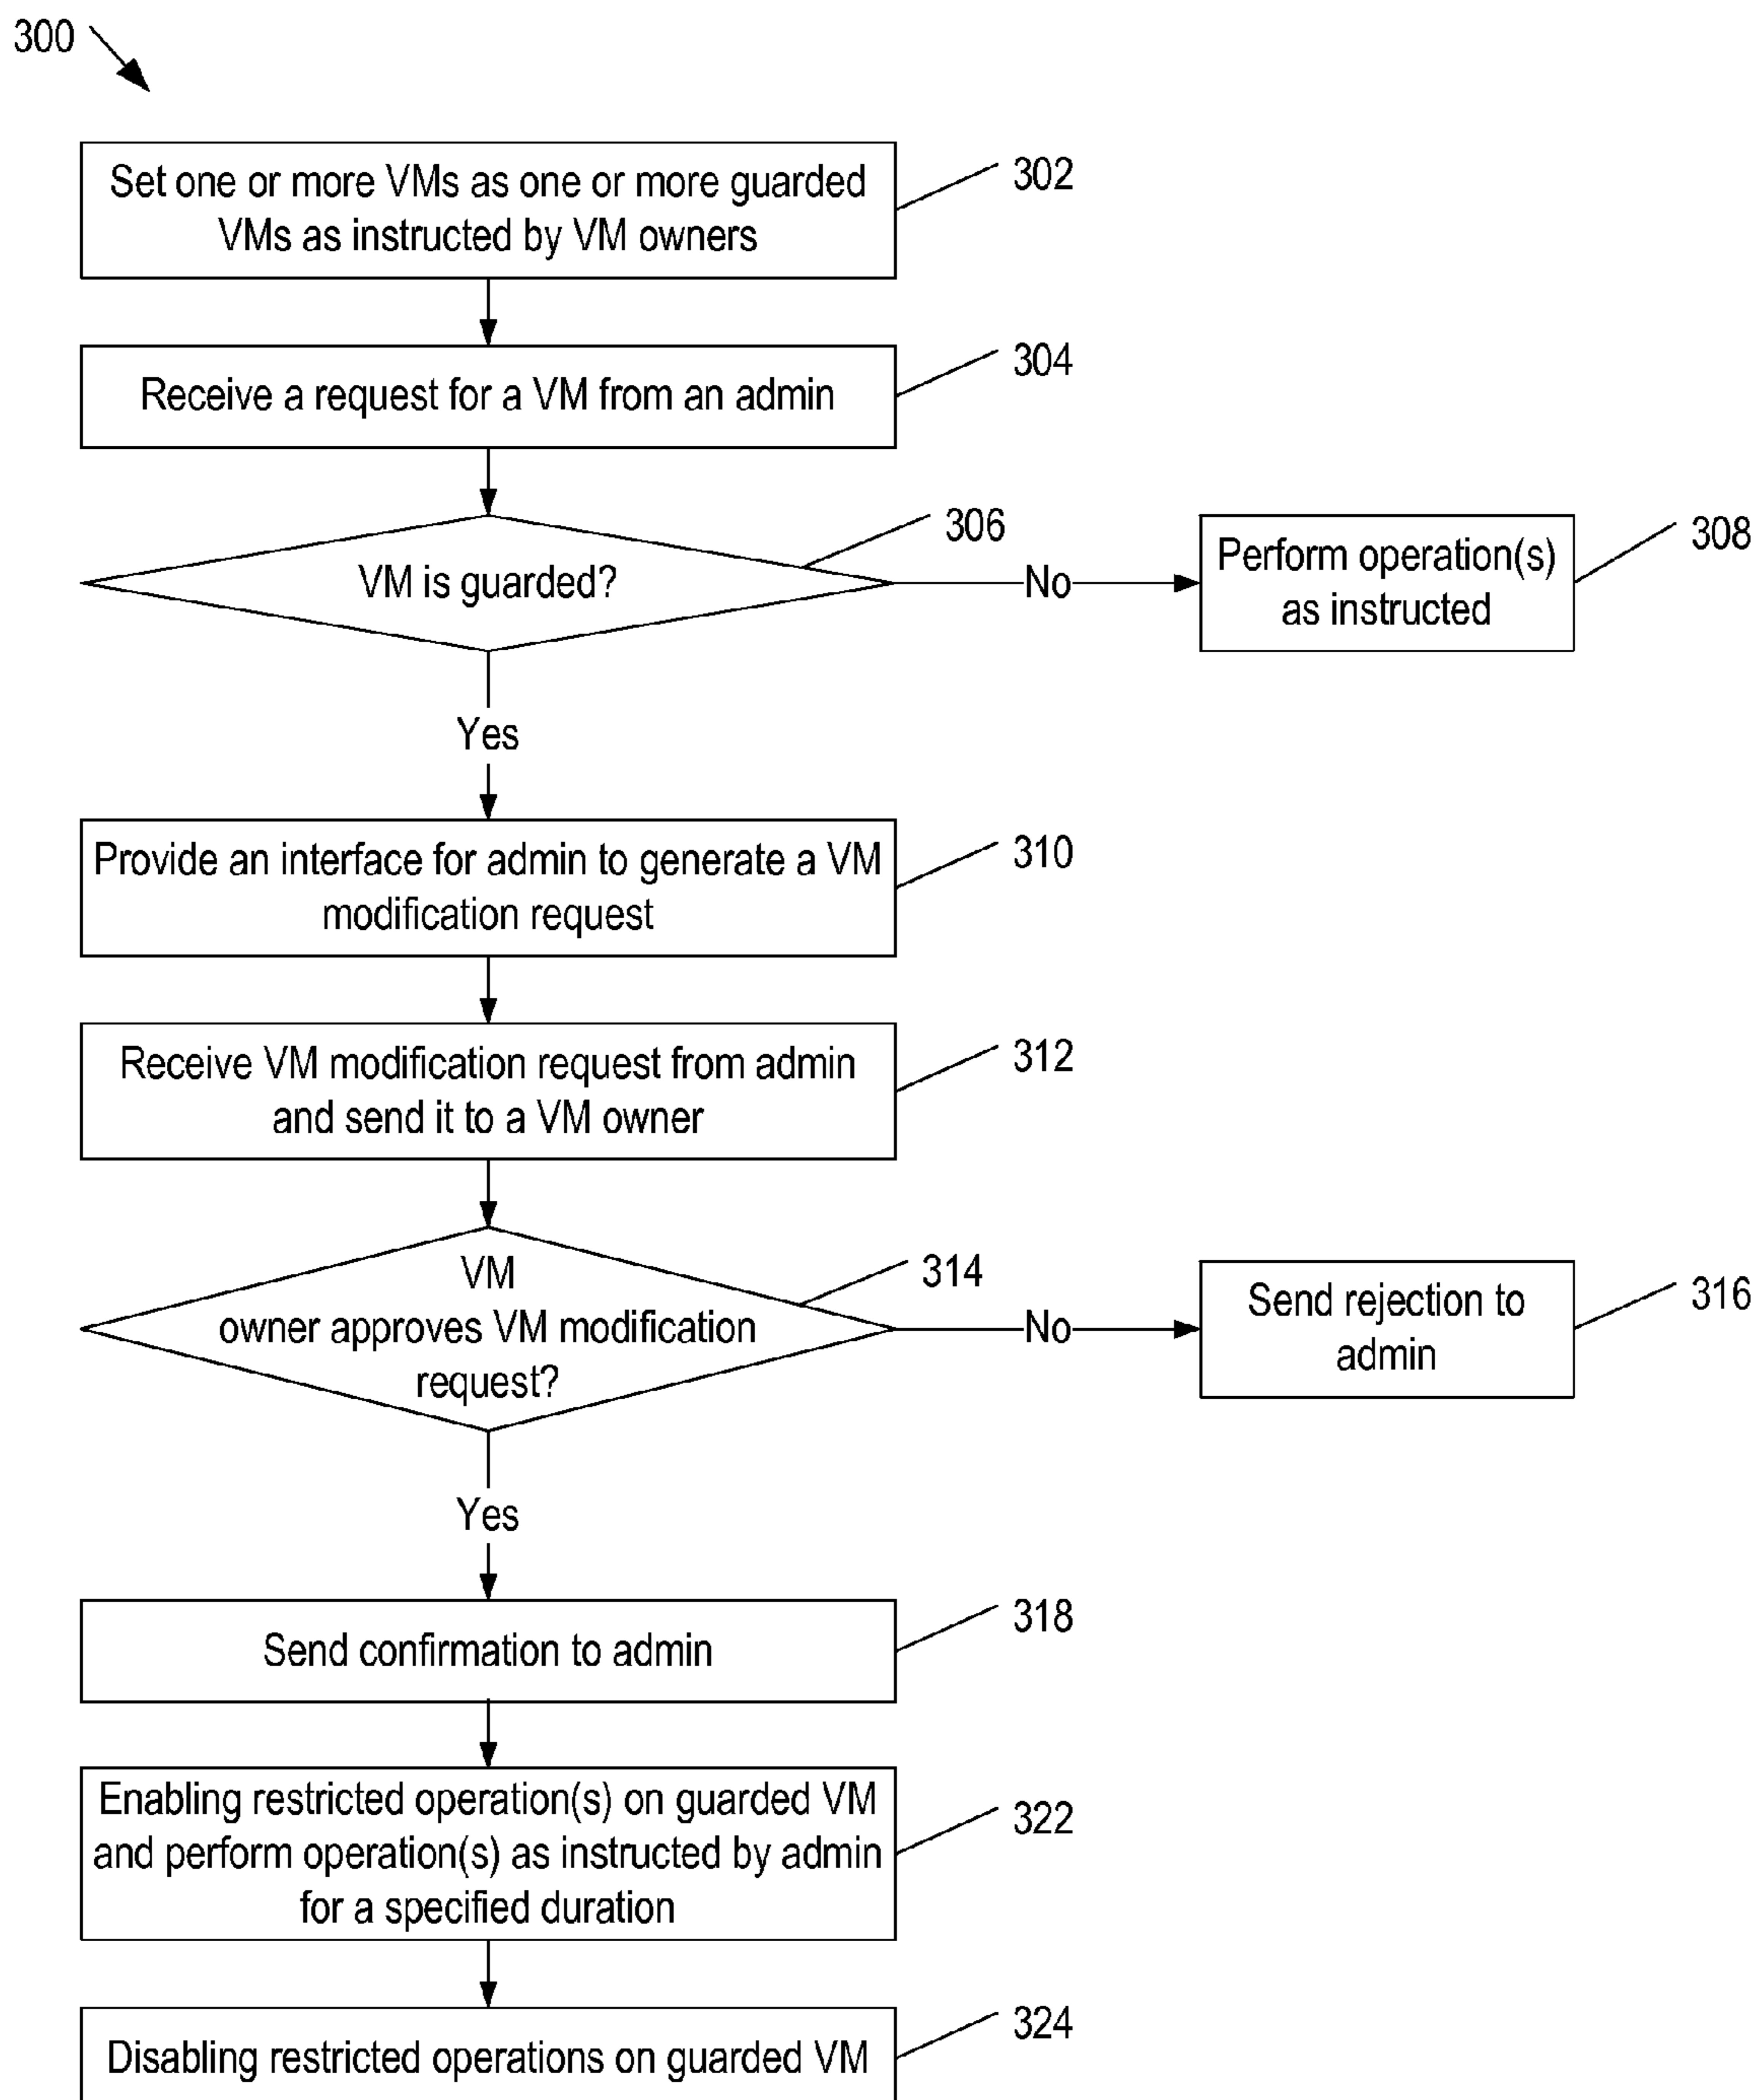 300
Set one or more VMs as one or more guarded
VMs as instructed by VM owners
302
Receive a request for a VM from an admin
304
VM is guarded?
306
No
Perform operation(s)
as instructed
308
Yes
Provide an interface for admin to generate a VM
modification request
310
Receive VM modification request from admin
and send it to a VM owner
312
VM
owner approves VM modification
request?
314
No
Send rejection to
admin
316
Yes
Send confirmation to admin
318
Enabling restricted operation(s) on guarded VM
and perform operation(s) as instructed by admin
for a specified duration
322
Disabling restricted operations on guarded VM
324